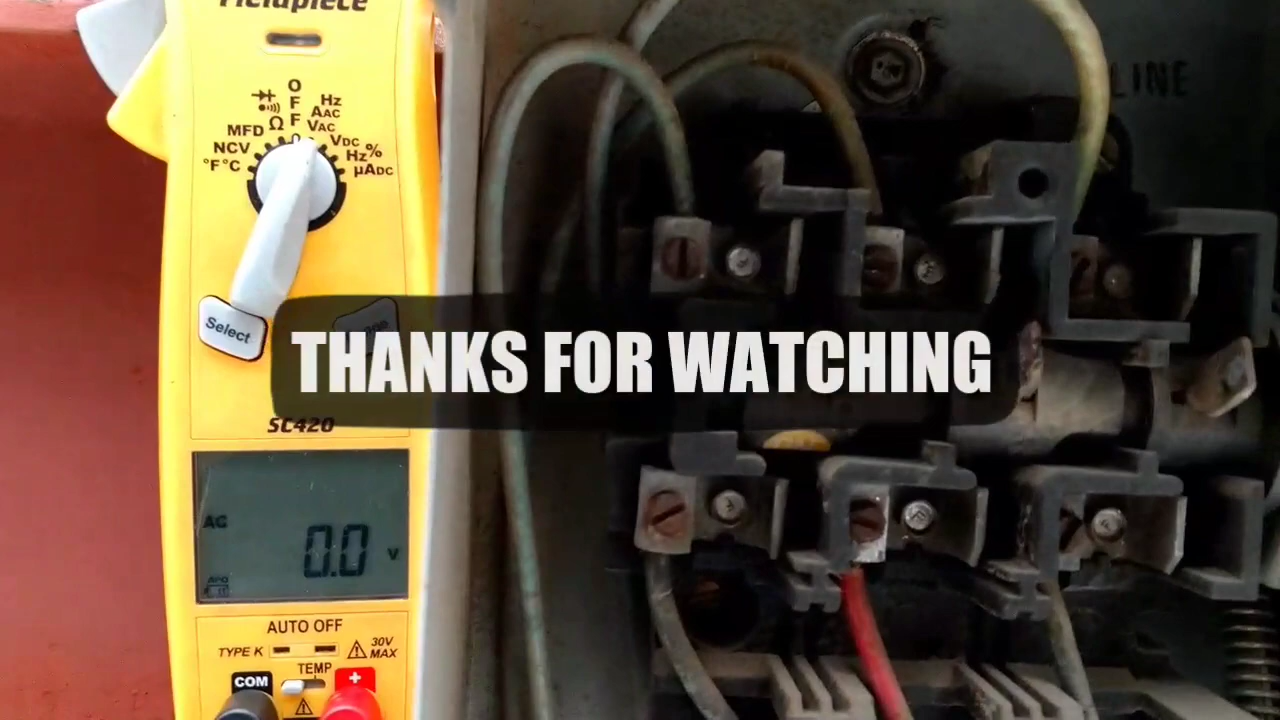 Fieldpiece
O
F
F
Hz
AAC
VAC
Ω
MFD
VDC
NCV
Hz%
°F°C
µADC
LINE
Select
THANKS FOR WATCHING
SC420
AC
0.0
V
APO
AUTO OFF
TYPE K
30V
MAX
TEMP
COM
+